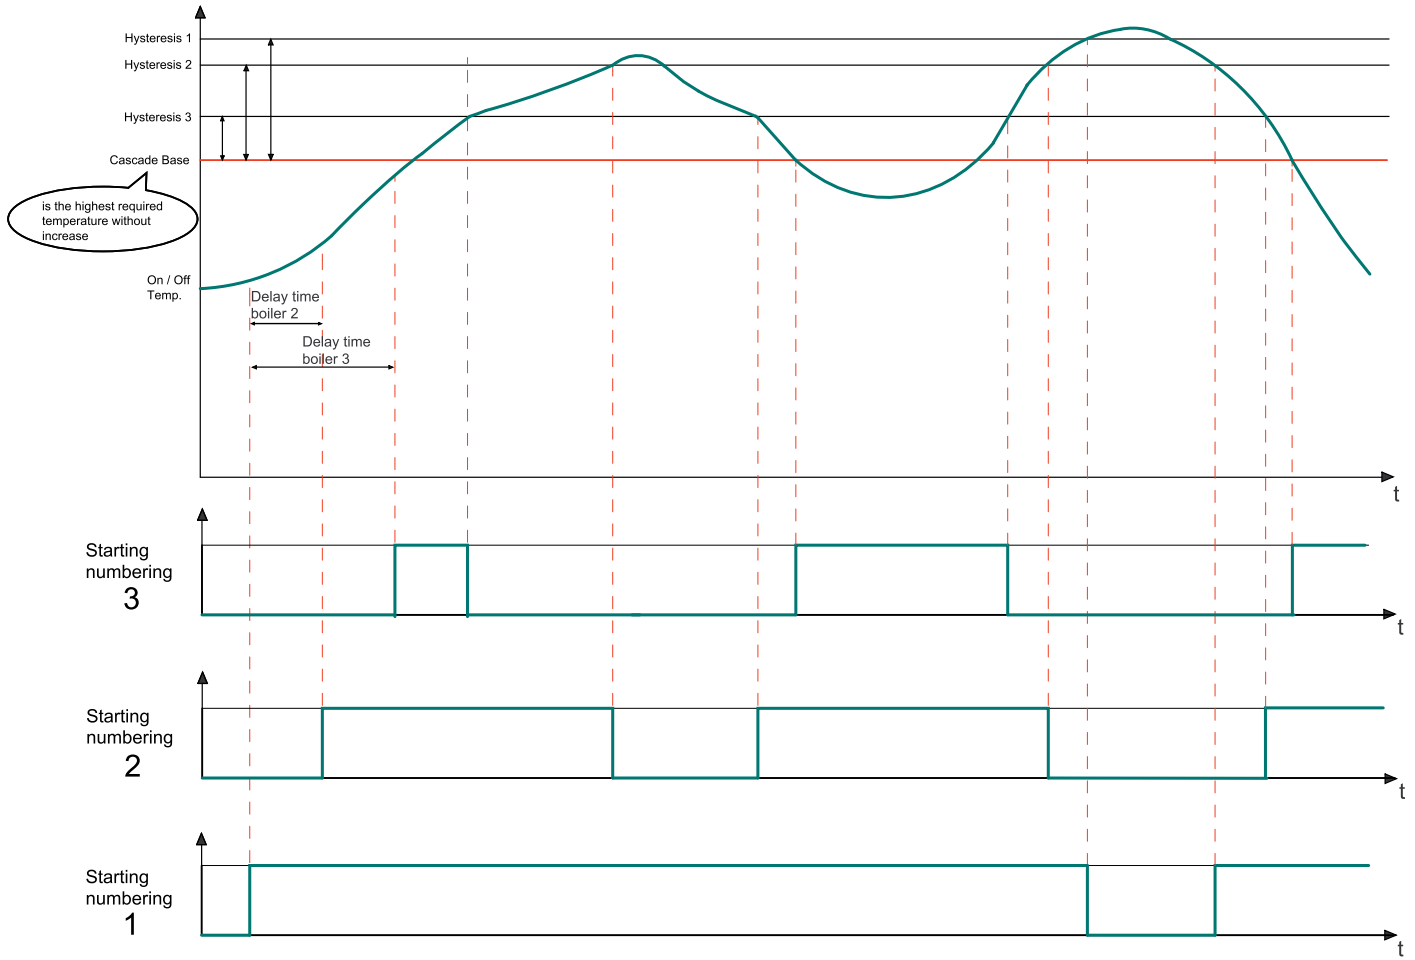 Hysteresis 1
Hysteresis 2
Hysteresis 3
Cascade Base
is the highest required
temperature without
increase
On / Off
Temp.
Delay time
boiler 2
Delay time
boiler 3
t
Starting
numbering
3
t
Starting
numbering
2
t
Starting
numbering
1
t